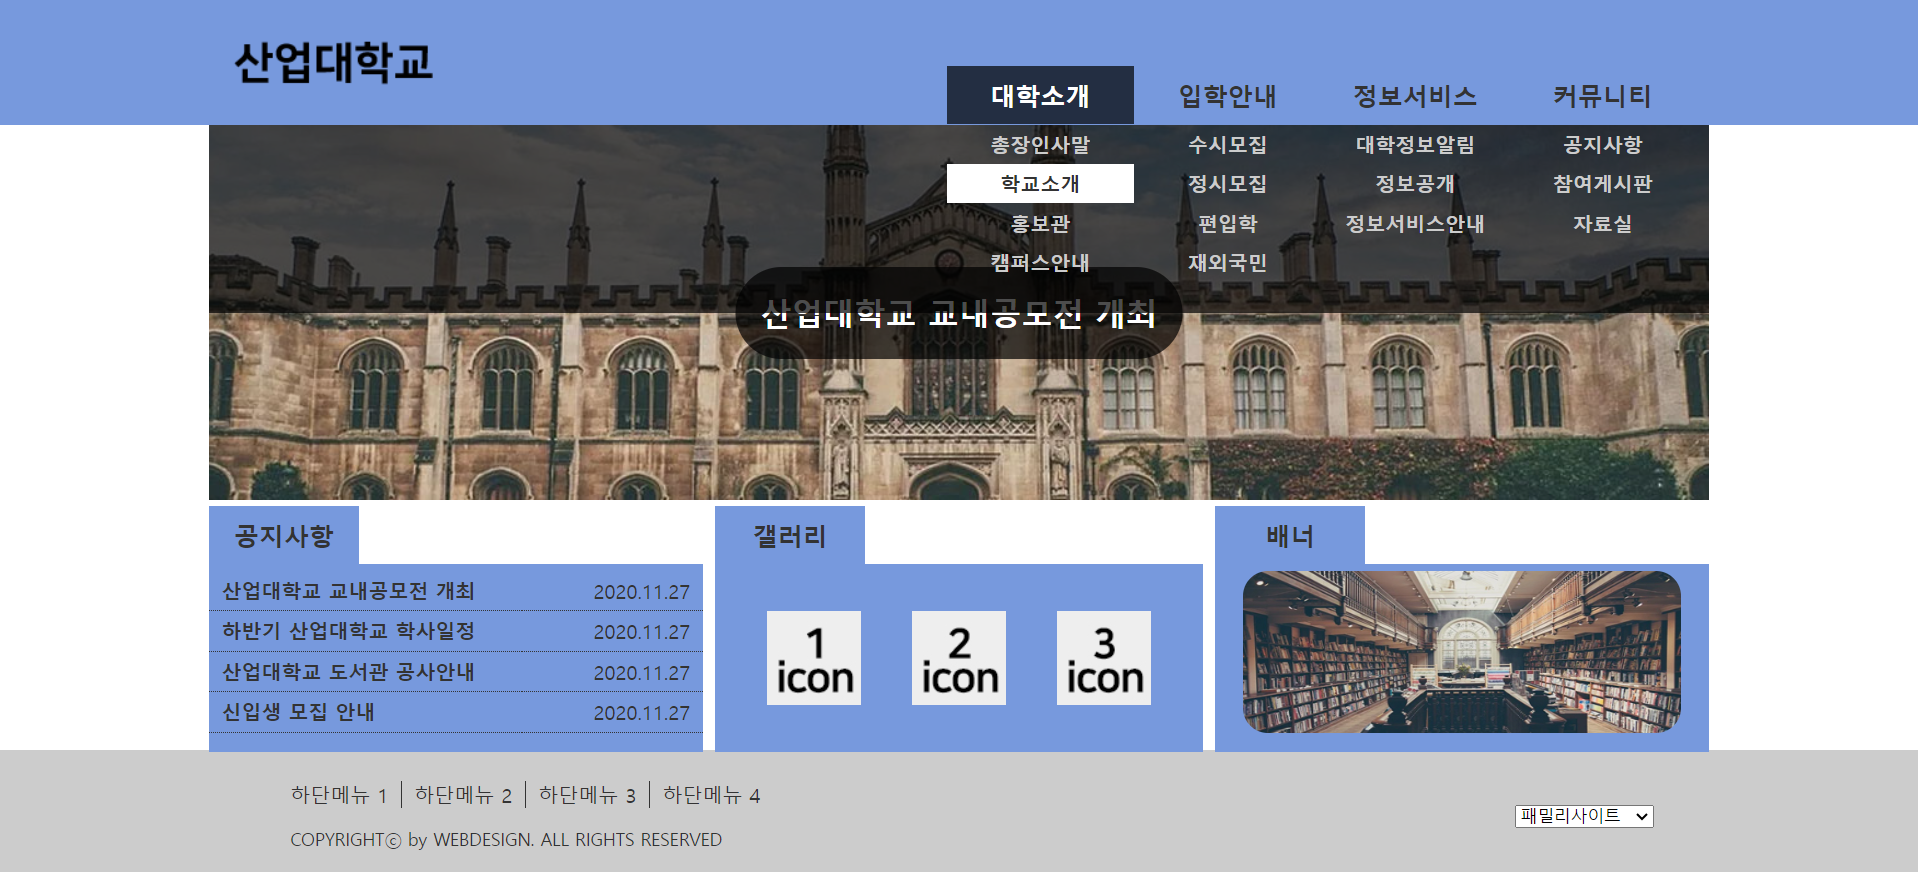 산업대학교
대학소개 입학안내 정보서비스 커뮤니티
총장인사말 수시모집 대학정보알림 공지사항
학교소개 정시모집 정보공개 참여게시판
홍보관 편입학 정보서비스안내 자료실
캠퍼스안내 재외국민
산업대학교 교내공모전 개최
공지사항
산업대학교 교내공모전 개최 2020.11.27
하반기 산업대학교 학사일정 2020.11.27
산업대학교 도서관 공사안내 2020.11.27
신입생 모집 안내 2020.11.27
갤러리
1 icon
2 icon
3 icon
배너
하단메뉴 1 하단메뉴 2 하단메뉴 3 하단메뉴 4
COPYRIGHTⓒ by WEBDESIGN. ALL RIGHTS RESERVED
패밀리사이트